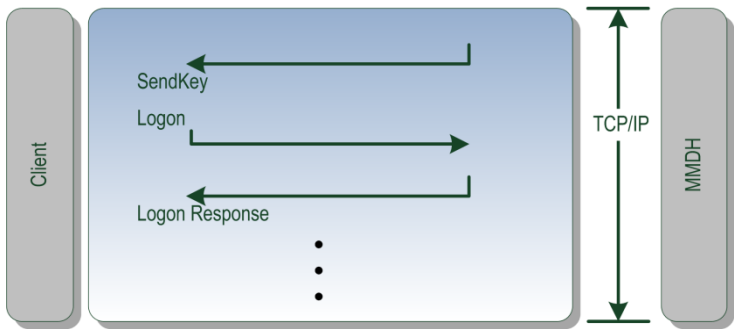 SendKey
Logon
TCP/IP
Client
MMDH
Logon Response